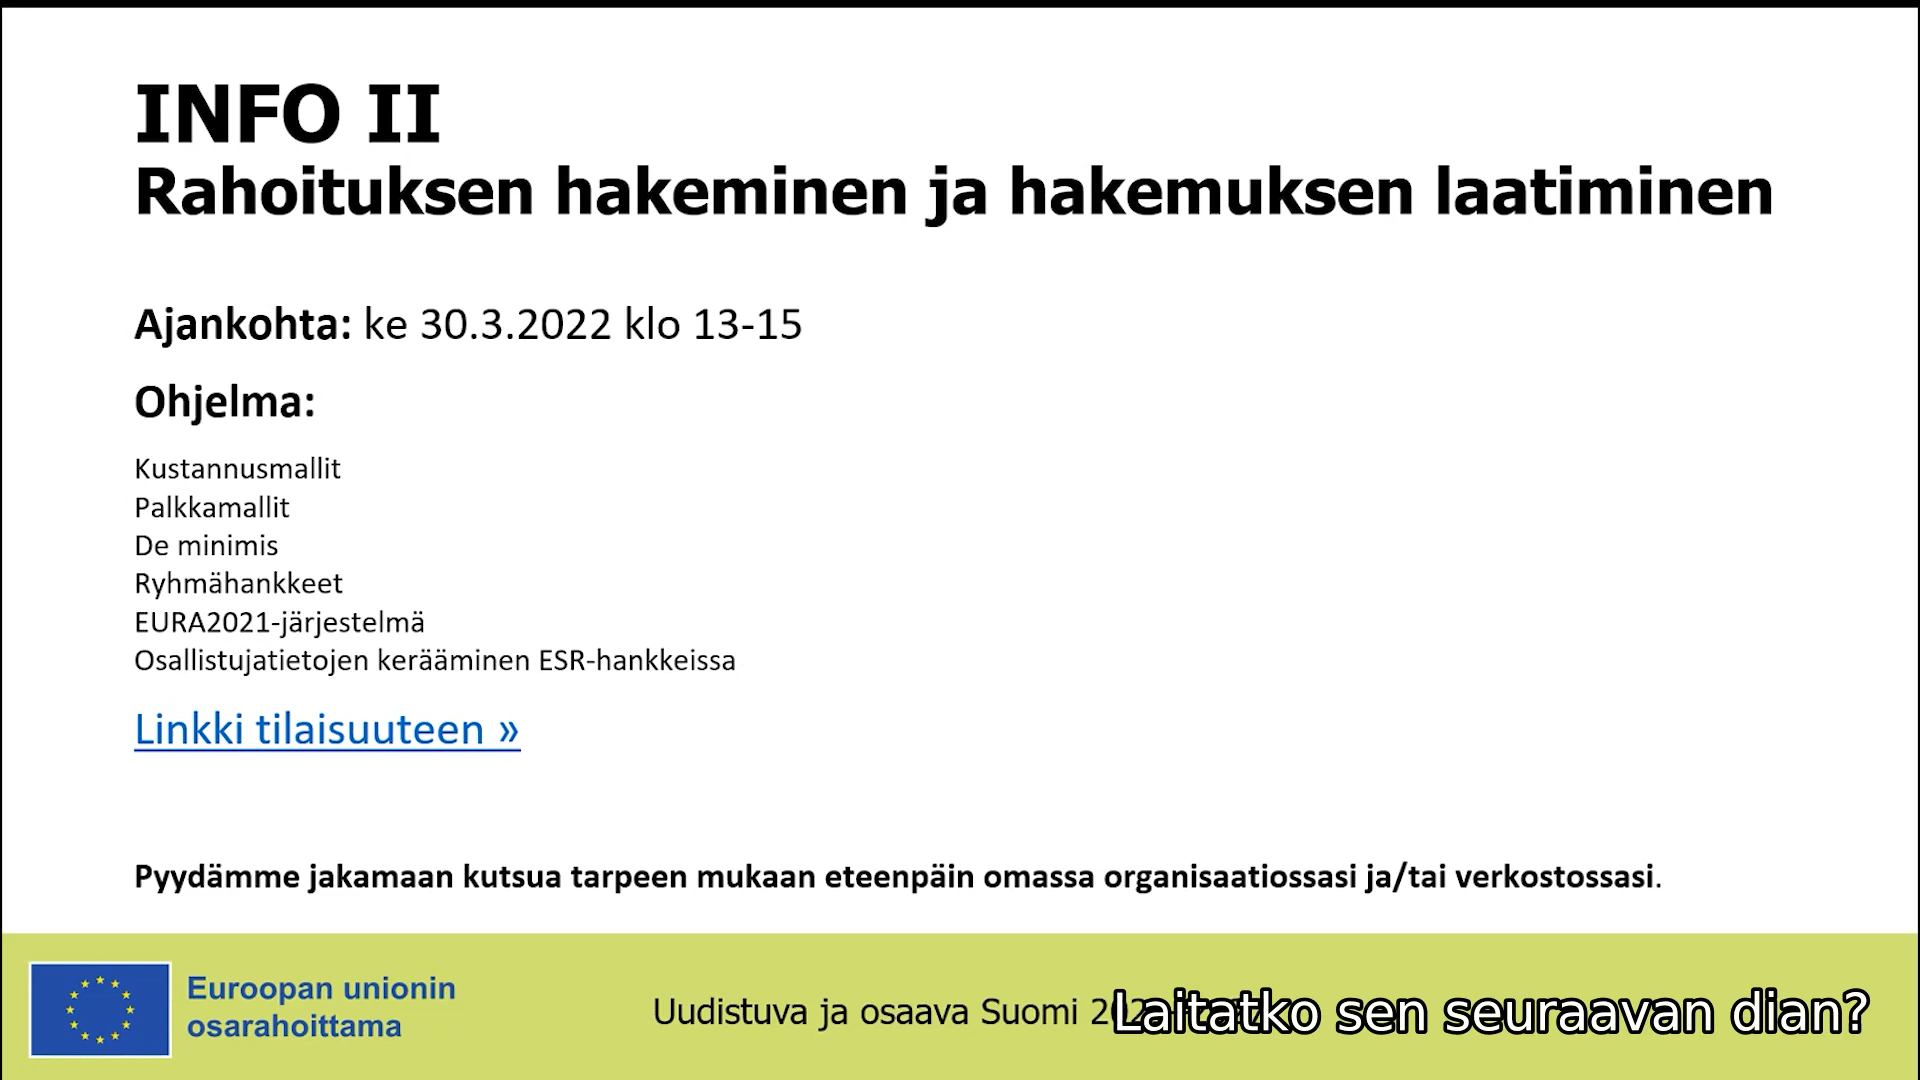 INFO II
Rahoituksen hakeminen ja hakemuksen laatiminen
Ajankohta: ke 30.3.2022 klo 13-15
Ohjelma:
Kustannusmallit
Palkkamallit
De minimis
Ryhmähankkeet
EURA2021-järjestelmä
Osallistujatietojen kerääminen ESR-hankkeissa
Linkki tilaisuuteen »
Pyydämme jakamaan kutsua tarpeen mukaan eteenpäin omassa organisaatiossasi ja/tai verkostossasi.
Euroopan unionin
osarahoittama
Uudistuva ja osaava Suomi
Laitatko sen seuraavan dian?